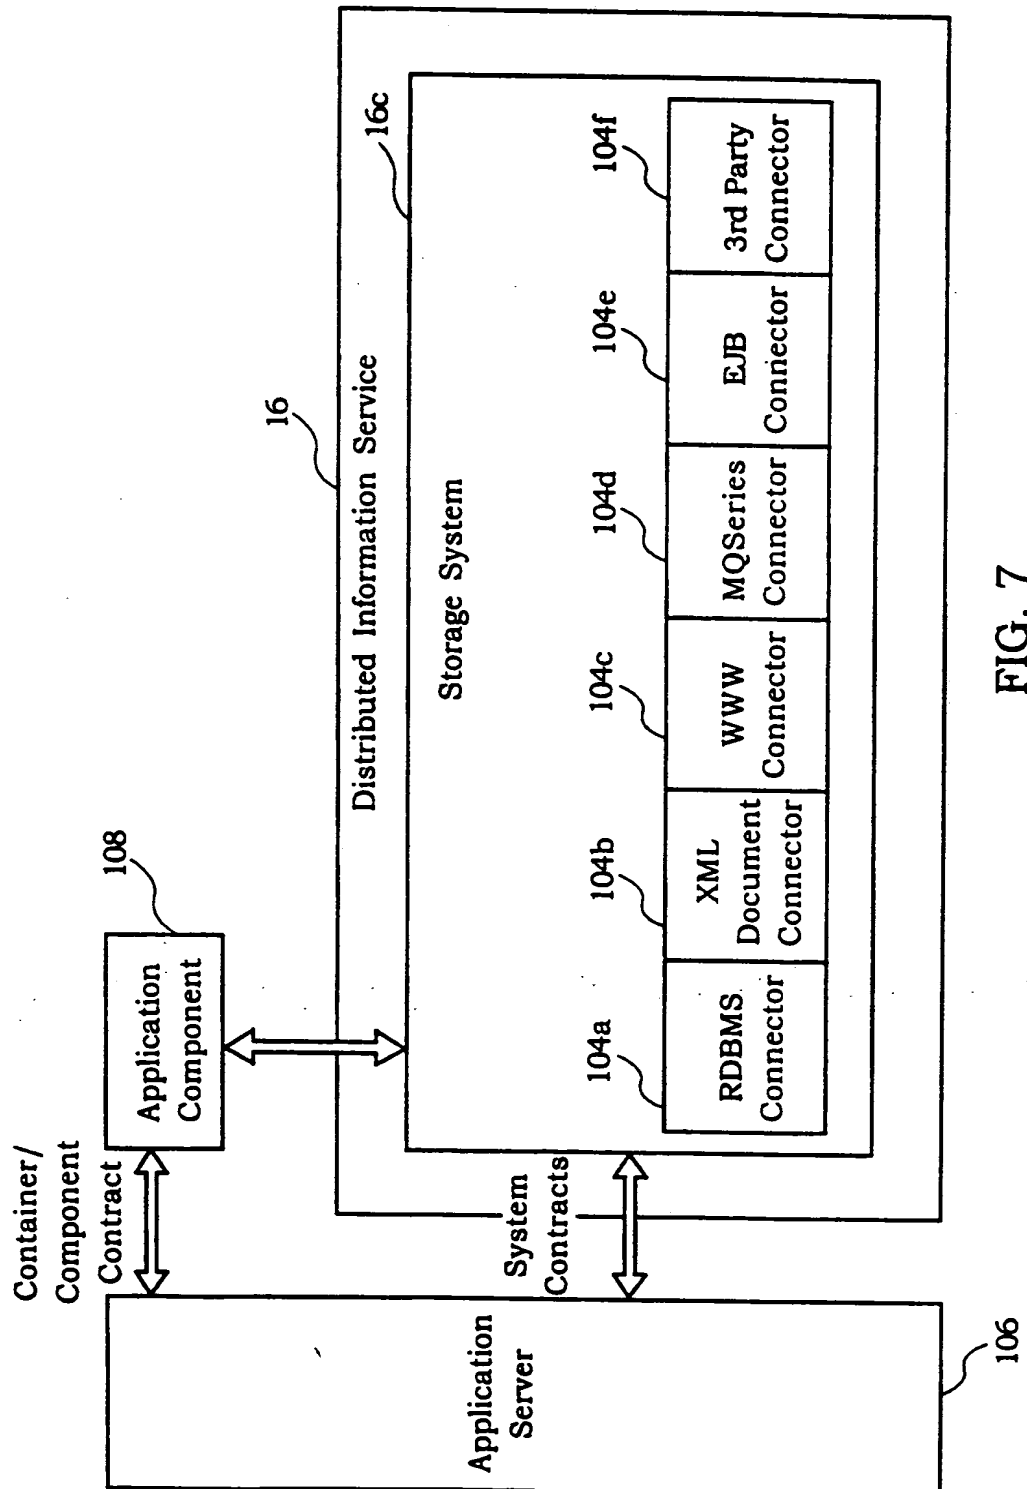 Container/
Component
Contract
Application
Component
108
16
Distributed Information Service
16c
Storage System
Application
Server
106
System
Contracts
104a
RDBMS
Connector
104b
XML
Document
Connector
104c
WWW
Connector
104d
MQSeries
Connector
104e
EJB
Connector
104f
3rd Party
Connector
FIG. 7